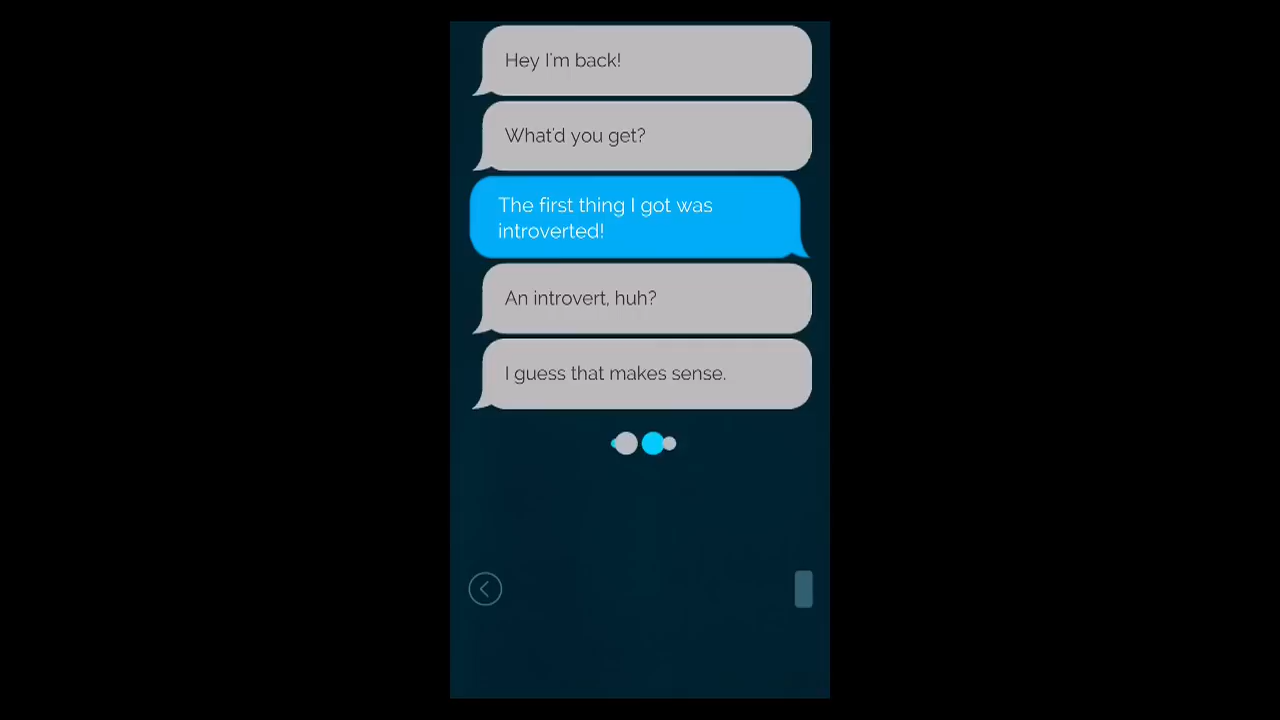 Hey I'm back!
What'd you get?
The first thing I got was
introverted!
An introvert, huh?
I guess that makes sense.